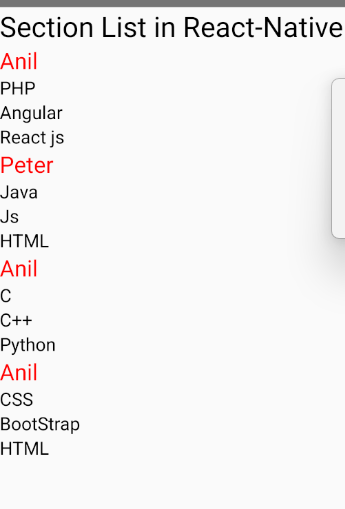 Section List in React-Native
Anil
PHP
Angular
React js
Peter
Java
Js
HTML
Anil
C
C++
Python
Anil
CSS
BootStrap
HTML